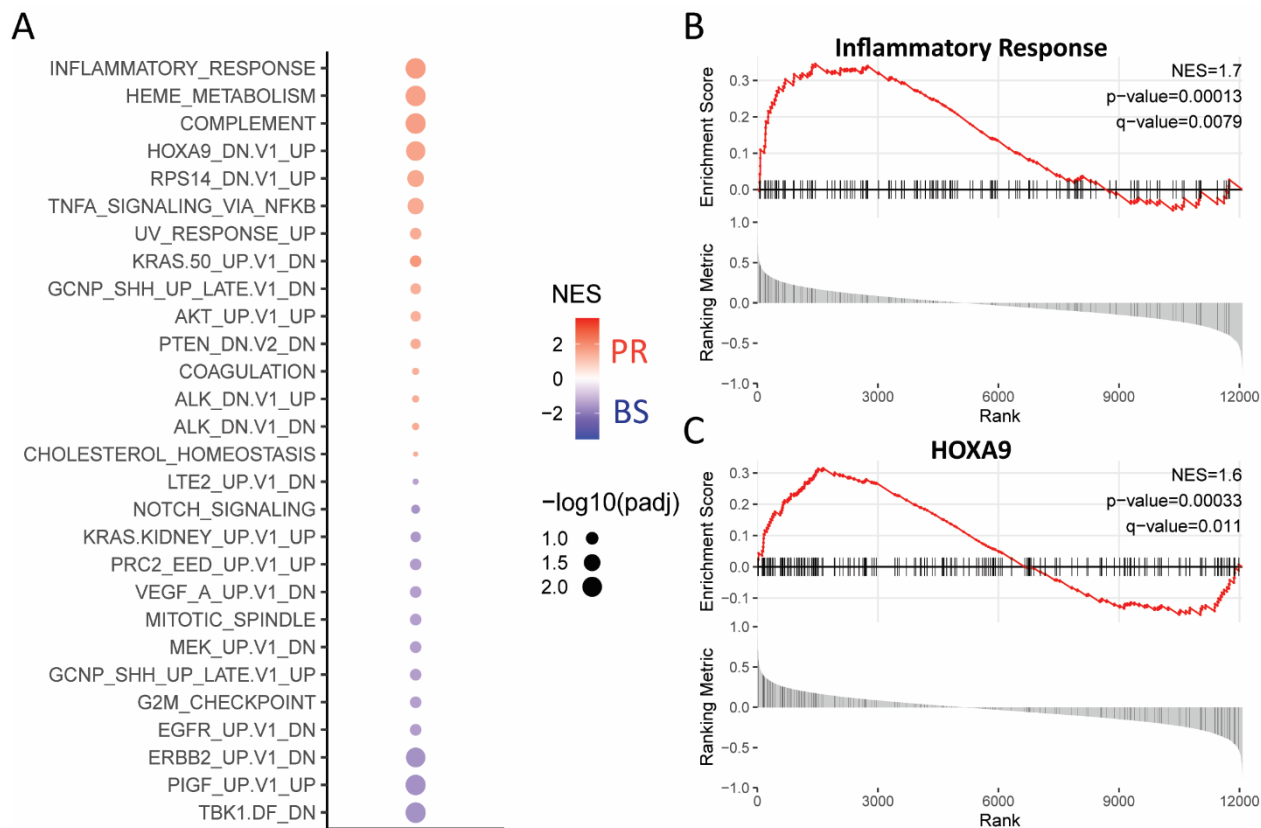 A
INFLAMMATORY_RESPONSE
HEME_METABOLISM
COMPLEMENT
HOXA9_DN.V1_UP
RPS14_DN.V1_UP
TNFA_SIGNALING_VIA_NFKB
UV_RESPONSE_UP
KRAS.50_UP.V1_DN
GCNP_SHH_UP_LATE.V1_DN
AKT_UP.V1_UP
PTEN_DN.V2_DN
COAGULATION
ALK_DN.V1_UP
ALK_DN.V1_DN
CHOLESTEROL_HOMEOSTASIS
LTE2_UP.V1_DN
NOTCH_SIGNALING
KRAS.KIDNEY_UP.V1_UP
PRC2_EED_UP.V1_UP
VEGF_A_UP.V1_DN
MITOTIC_SPINDLE
MEK_UP.V1_DN
GCNP_SHH_UP_LATE.V1_UP
G2M_CHECKPOINT
EGFR_UP.V1_DN
ERBB2_UP.V1_DN
PIGF_UP.V1_UP
TBK1.DF_DN
NES
2
0
−2
PR
BS
−log10(padj)
1.0
1.5
2.0
B
Inflammatory Response
NES=1.7
p-value=0.00013
q-value=0.0079
Enrichment Score
0.3
0.2
0.1
0.0
Ranking Metric
0.5
0.0
−0.5
−1.0
0 3000 6000 9000 12000
Rank
C
HOXA9
NES=1.6
p-value=0.00033
q-value=0.011
Enrichment Score
0.3
0.2
0.1
0.0
-0.1
Ranking Metric
1.0
0.5
0.0
−0.5
−1.0
0 3000 6000 9000 12000
Rank